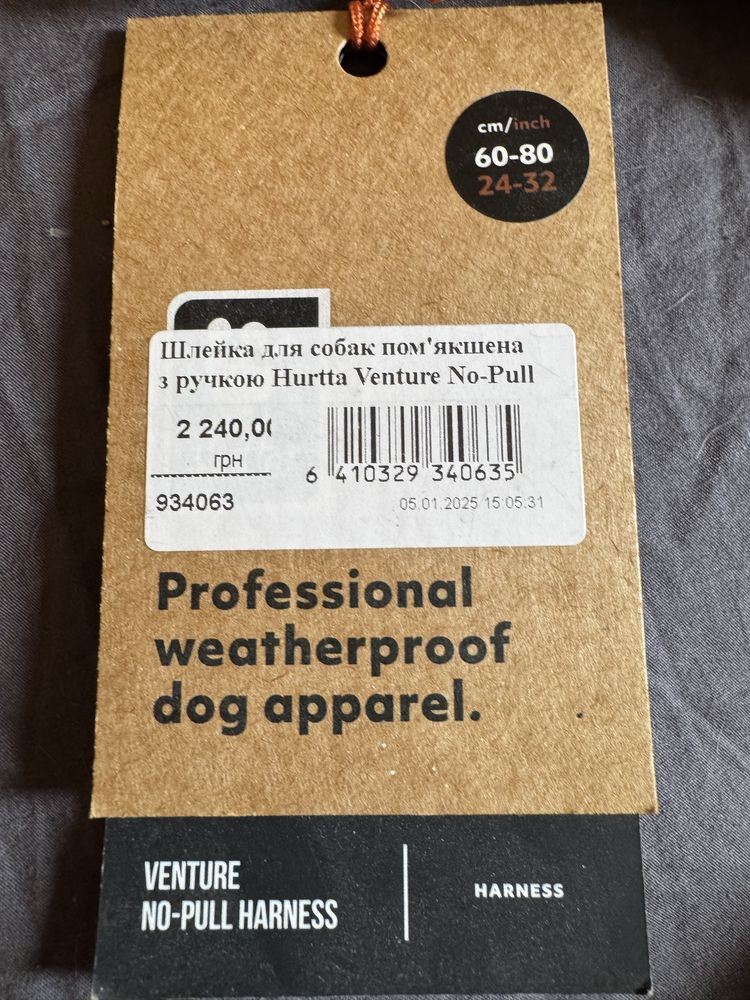 cm/inch
60-80
24-32
Шлейка для собак пом'якшена
з ручкою Hurtta Venture No-Pull
2 240,00
грн
6 410329 340635
934063
05.01.2025 15:05:31
Professional
weatherproof
dog apparel.
VENTURE
NO-PULL HARNESS
HARNESS